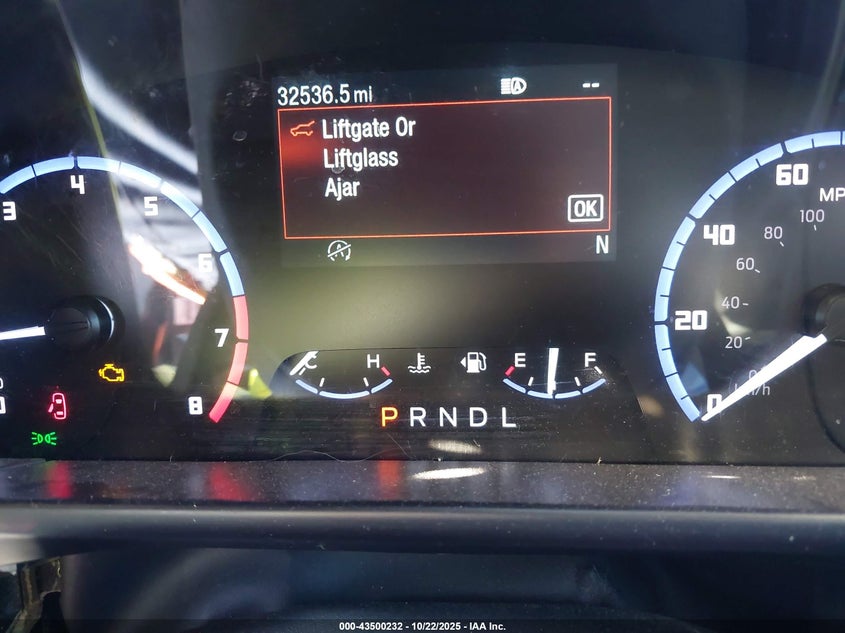 32536.5 mi --
Liftgate Or
Liftglass
Ajar
OK
N
3 4 5 6 7 8
0 20 40 60
MP
20 40 60 80 100
km/h
C H E F
P R N D L
000-43500232 - 10/22/2025 - IAA Inc.